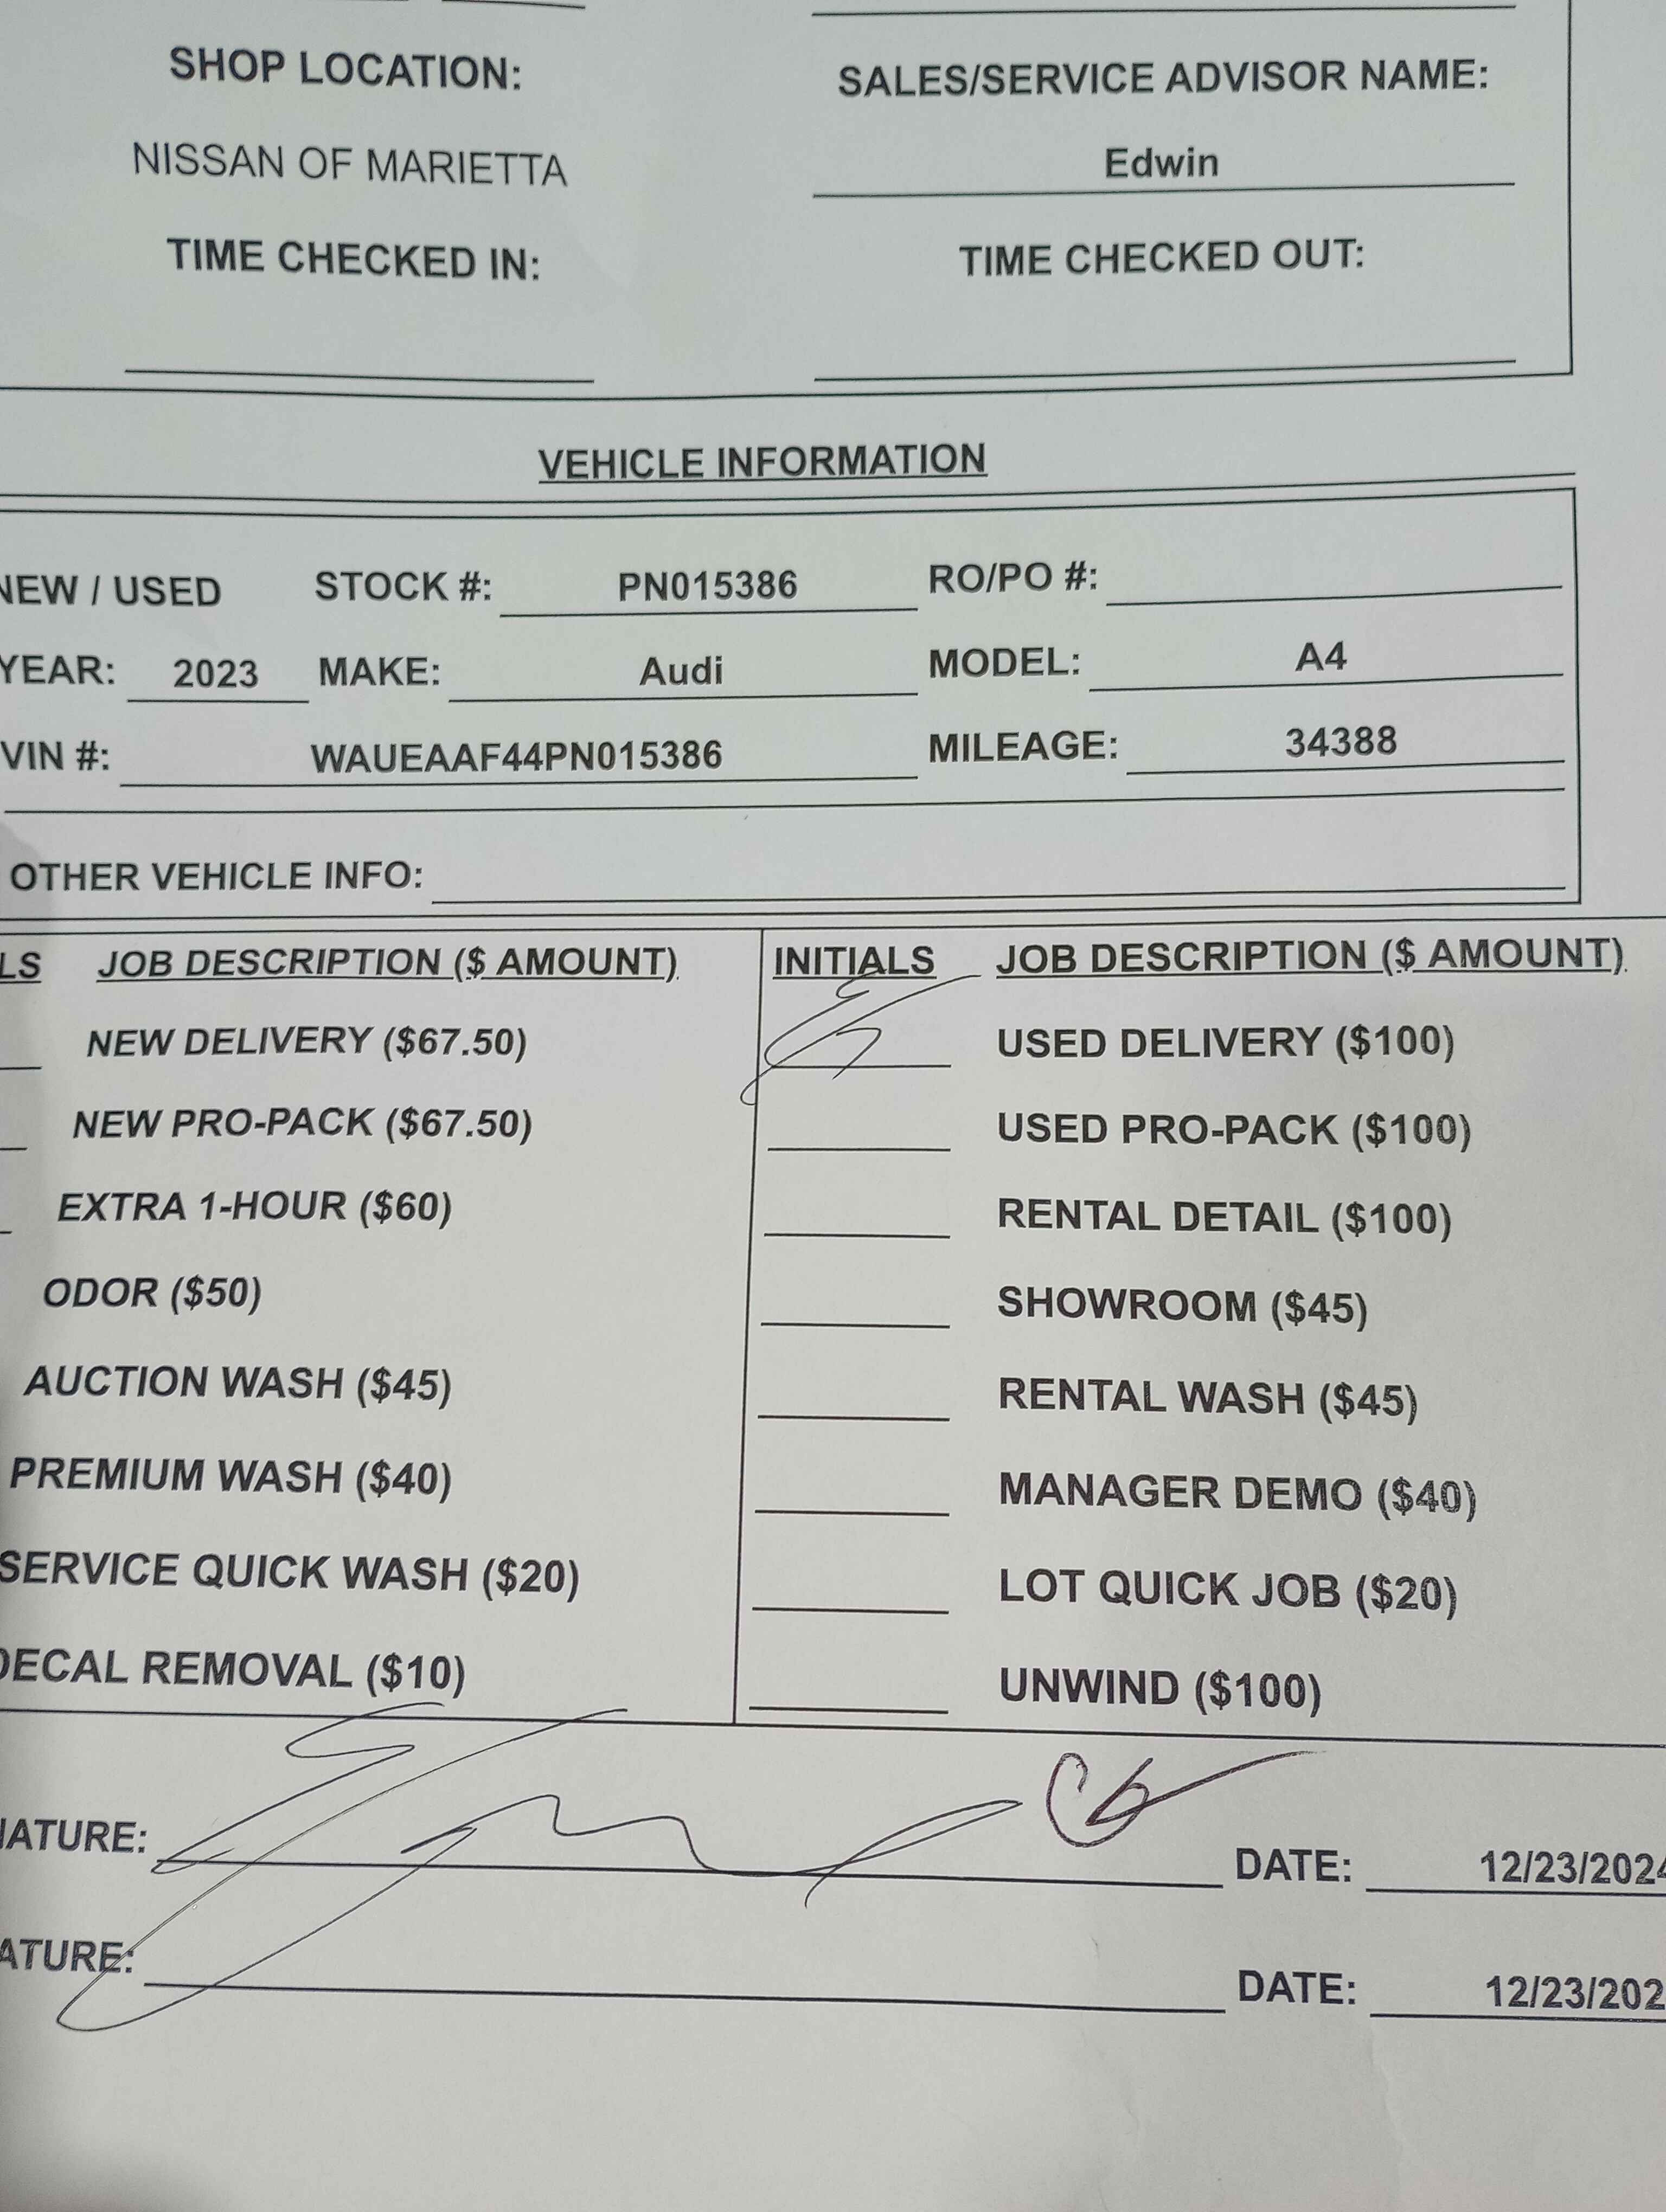 SHOP LOCATION: SALES/SERVICE ADVISOR NAME:
NISSAN OF MARIETTA Edwin
TIME CHECKED IN: TIME CHECKED OUT:
VEHICLE INFORMATION
NEW / USED STOCK #: PN015386 RO/PO #:
YEAR: 2023 MAKE: Audi MODEL: A4
VIN #: WAUEAAF44PN015386 MILEAGE: 34388
OTHER VEHICLE INFO:
LS JOB DESCRIPTION ($ AMOUNT) INITIALS JOB DESCRIPTION ($ AMOUNT)
NEW DELIVERY ($67.50) USED DELIVERY ($100)
NEW PRO-PACK ($67.50) USED PRO-PACK ($100)
EXTRA 1-HOUR ($60) RENTAL DETAIL ($100)
ODOR ($50) SHOWROOM ($45)
AUCTION WASH ($45) RENTAL WASH ($45)
PREMIUM WASH ($40) MANAGER DEMO ($40)
SERVICE QUICK WASH ($20) LOT QUICK JOB ($20)
DECAL REMOVAL ($10) UNWIND ($100)
NATURE: DATE: 12/23/2024
ATURE: DATE: 12/23/202